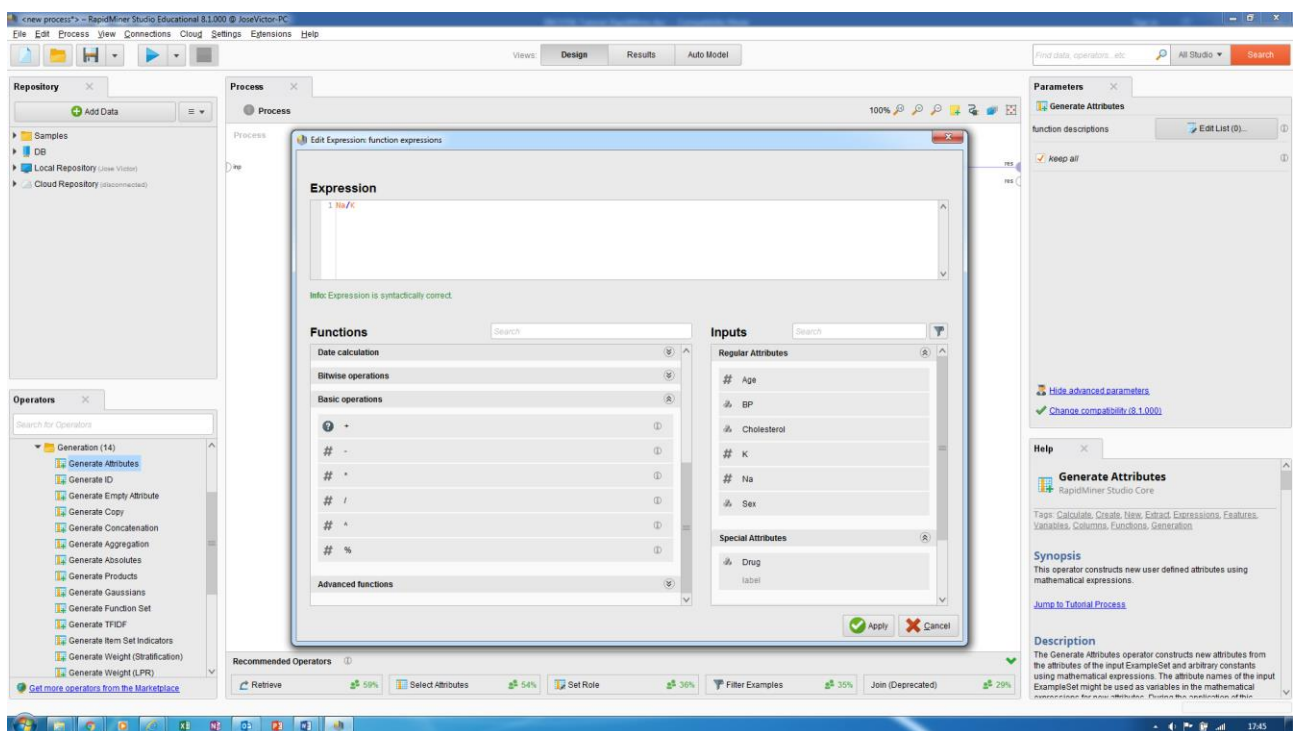 <new process*> – RapidMiner Studio Educational 8.1.000 @ JoseVictor-PC
File Edit Process View Connections Cloud Settings Extensions Help
Views: Design Results Auto Model
Find data, operators...etc All Studio Search
Repository
Add Data
Samples
DB
Local Repository (Jose Victor)
Cloud Repository (disconnected)
Process
Process
100%
Process
inp
res
res
Edit Expression: function expressions
Expression
1 Na/K
Info: Expression is syntactically correct.
Functions
Search
Date calculation
Bitwise operations
Basic operations
+
-
*
/
^
%
Advanced functions
Inputs
Search
Regular Attributes
Age
BP
Cholesterol
K
Na
Sex
Special Attributes
Drug
label
Apply Cancel
Operators
Search for Operators
Generation (14)
Generate Attributes
Generate ID
Generate Empty Attribute
Generate Copy
Generate Concatenation
Generate Aggregation
Generate Absolutes
Generate Products
Generate Gaussians
Generate Function Set
Generate TFIDF
Generate Item Set Indicators
Generate Weight (Stratification)
Generate Weight (LPR)
Get more operators from the Marketplace
Recommended Operators
Retrieve 59% Select Attributes 54% Set Role 36% Filter Examples 35% Join (Deprecated) 29%
Parameters
Generate Attributes
function descriptions Edit List (0)...
keep all
Hide advanced parameters
Change compatibility (8.1.000)
Help
Generate Attributes
RapidMiner Studio Core
Tags: Calculate, Create, New, Extract, Expressions, Features,
Variables, Columns, Functions, Generation
Synopsis
This operator constructs new user defined attributes using
mathematical expressions.
Jump to Tutorial Process
Description
The Generate Attributes operator constructs new attributes from
the attributes of the input ExampleSet and arbitrary constants
using mathematical expressions. The attribute names of the input
ExampleSet might be used as variables in the mathematical
expressions for new attributes. During the application of this
17:45